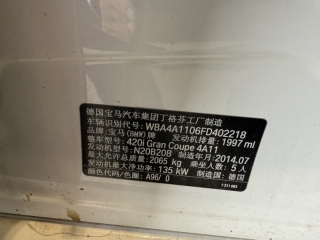 德国宝马汽车集团丁格芬工厂制造
车辆识别代号: WBA4A1106FD402218
品牌: 宝马(BMW)牌 发动机排量: 1997 ml
整车型号: 420i Gran Coupe 4A11
发动机型号: N20B20B 制造年月: 2014.07
最大允许总质量: 2065 kg 乘坐人数: 5人
最大净功率: 135 kW 制造国: 德国
颜色代码/色条: A96/ 0